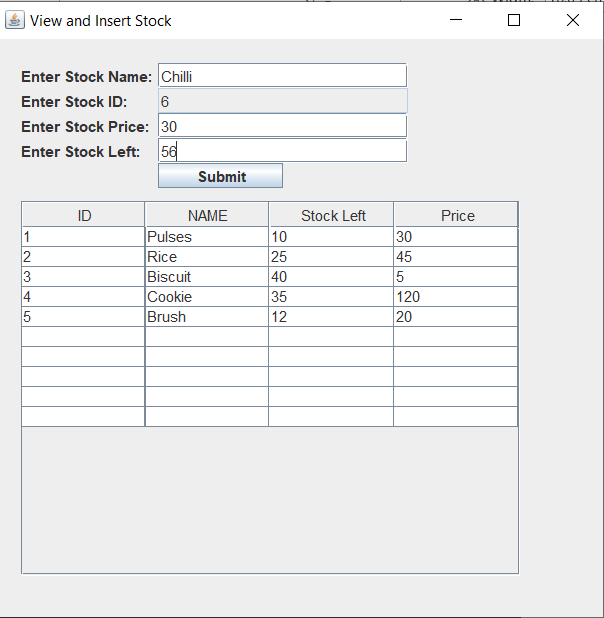 View and Insert Stock
Enter Stock Name: Chilli
Enter Stock ID: 6
Enter Stock Price: 30
Enter Stock Left: 56
Submit
ID NAME Stock Left Price
1 Pulses 10 30
2 Rice 25 45
3 Biscuit 40 5
4 Cookie 35 120
5 Brush 12 20